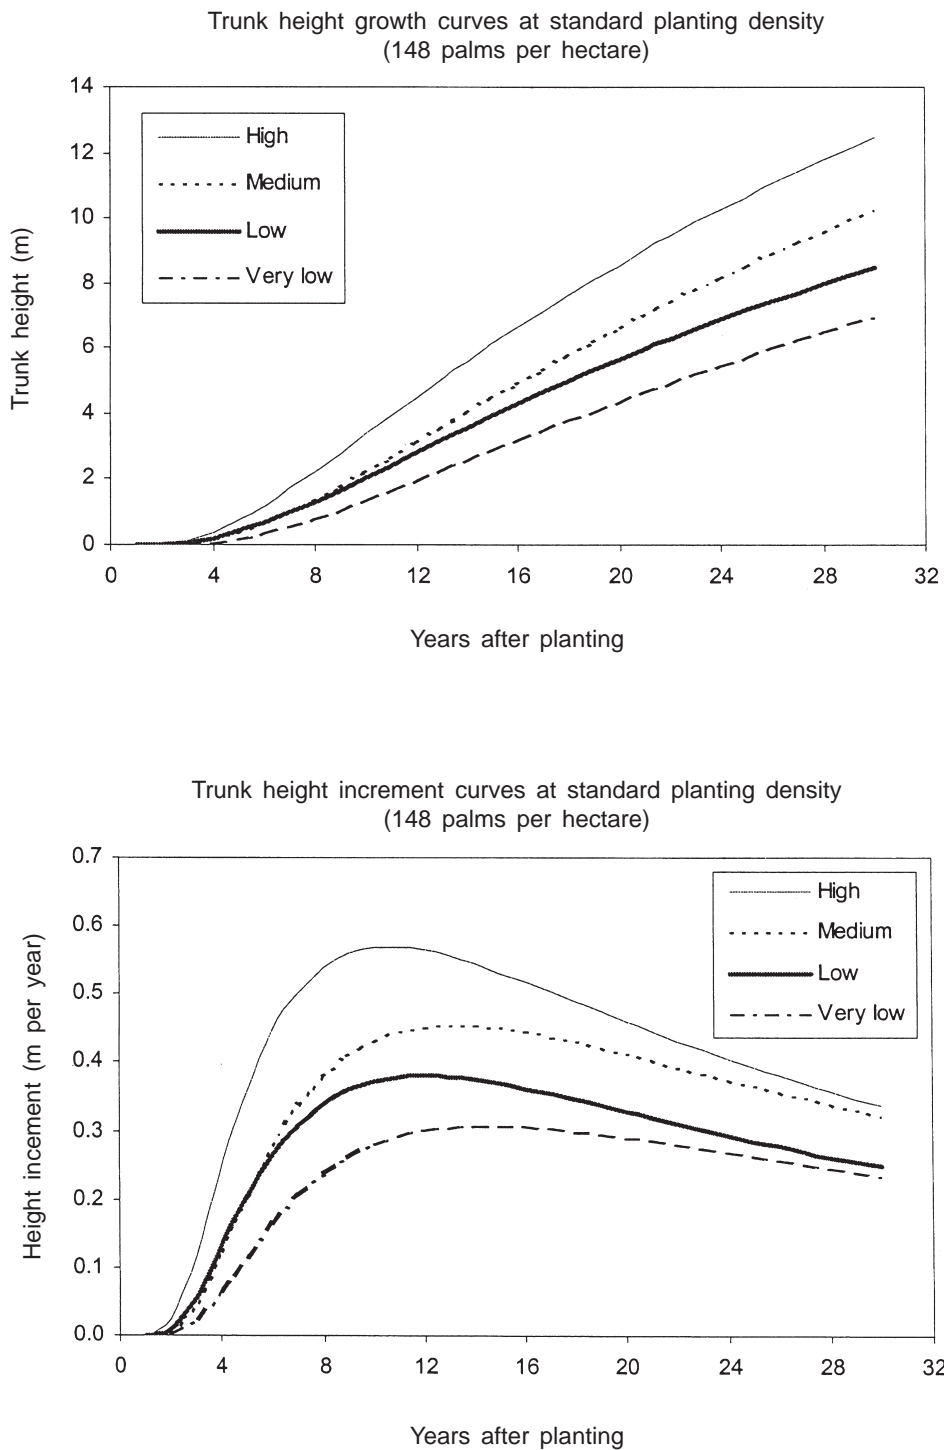 Trunk height growth curves at standard planting density
(148 palms per hectare)
14
12
10
8
6
4
2
0
Trunk height (m)
High
Medium
Low
Very low
0 4 8 12 16 20 24 28 32
Years after planting
Trunk height increment curves at standard planting density
(148 palms per hectare)
0.7
0.6
0.5
0.4
0.3
0.2
0.1
0.0
Height incement (m per year)
High
Medium
Low
Very low
0 4 8 12 16 20 24 28 32
Years after planting